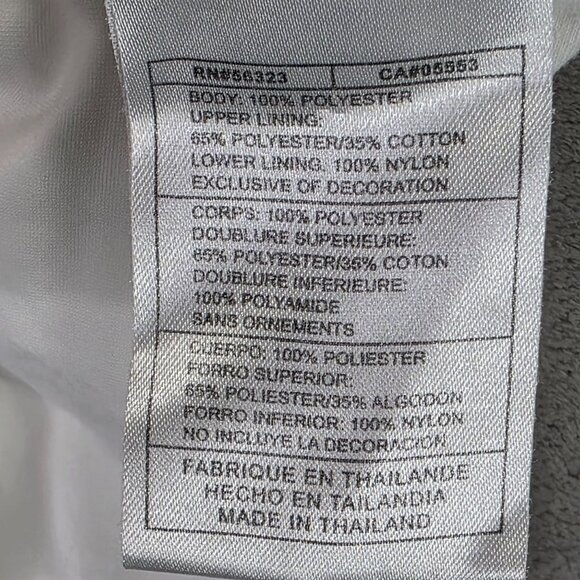 RN#56323 CA#05553
BODY: 100% POLYESTER
UPPER LINING:
65% POLYESTER/35% COTTON
LOWER LINING: 100% NYLON
EXCLUSIVE OF DECORATION
CORPS: 100% POLYESTER
DOUBLURE SUPERIEURE:
65% POLYESTER/35% COTON
DOUBLURE INFERIEURE:
100% POLYAMIDE
SANS ORNEMENTS
CUERPO: 100% POLIESTER
FORRO SUPERIOR:
65% POLIESTER/35% ALGODON
FORRO INFERIOR: 100% NYLON
NO INCLUYE LA DECORACION
FABRIQUE EN THAILANDE
HECHO EN TAILANDIA
MADE IN THAILAND